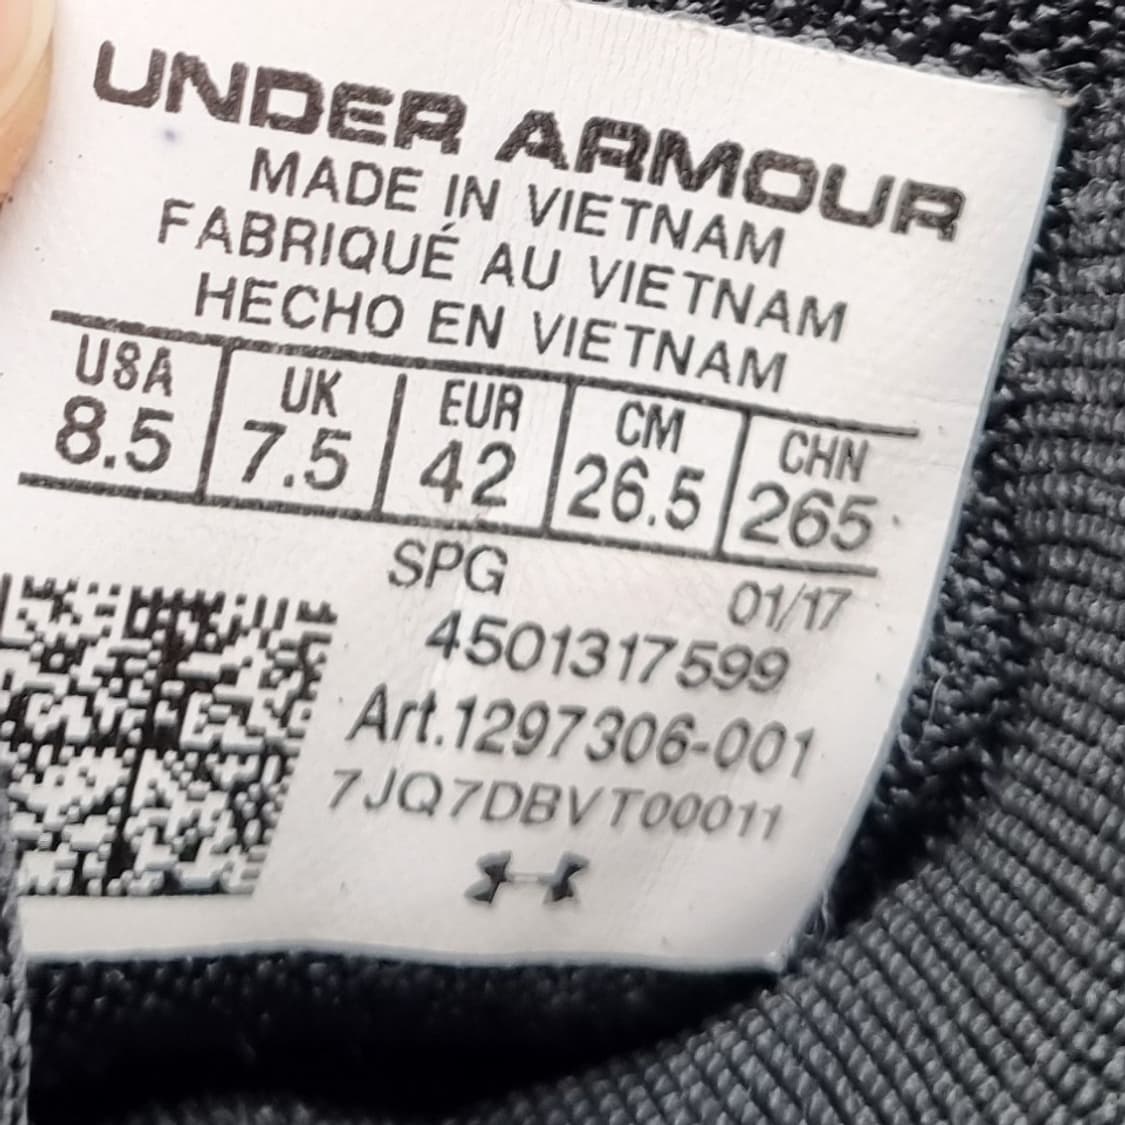 UNDER ARMOUR
MADE IN VIETNAM
FABRIQUÉ AU VIETNAM
HECHO EN VIETNAM
USA UK EUR CM CHN
8.5 7.5 42 26.5 265
SPG 01/17
4501317599
Art.1297306-001
7JQ7DBVT00011